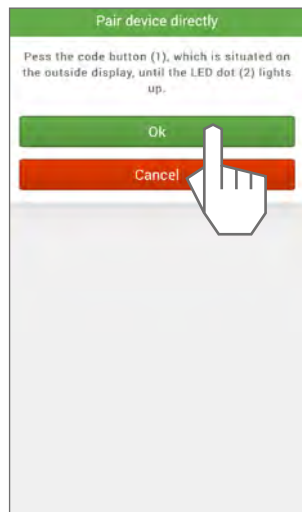 Pair device directly
Pess the code button (1), which is situated on
the outside display, until the LED dot (2) lights
up.
Ok
Cancel